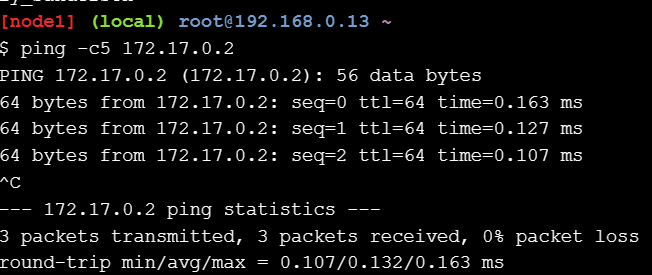 [node1] (local) root@192.168.0.13 ~
$ ping -c5 172.17.0.2
PING 172.17.0.2 (172.17.0.2): 56 data bytes
64 bytes from 172.17.0.2: seq=0 ttl=64 time=0.163 ms
64 bytes from 172.17.0.2: seq=1 ttl=64 time=0.127 ms
64 bytes from 172.17.0.2: seq=2 ttl=64 time=0.107 ms
^C
--- 172.17.0.2 ping statistics ---
3 packets transmitted, 3 packets received, 0% packet loss
round-trip min/avg/max = 0.107/0.132/0.163 ms